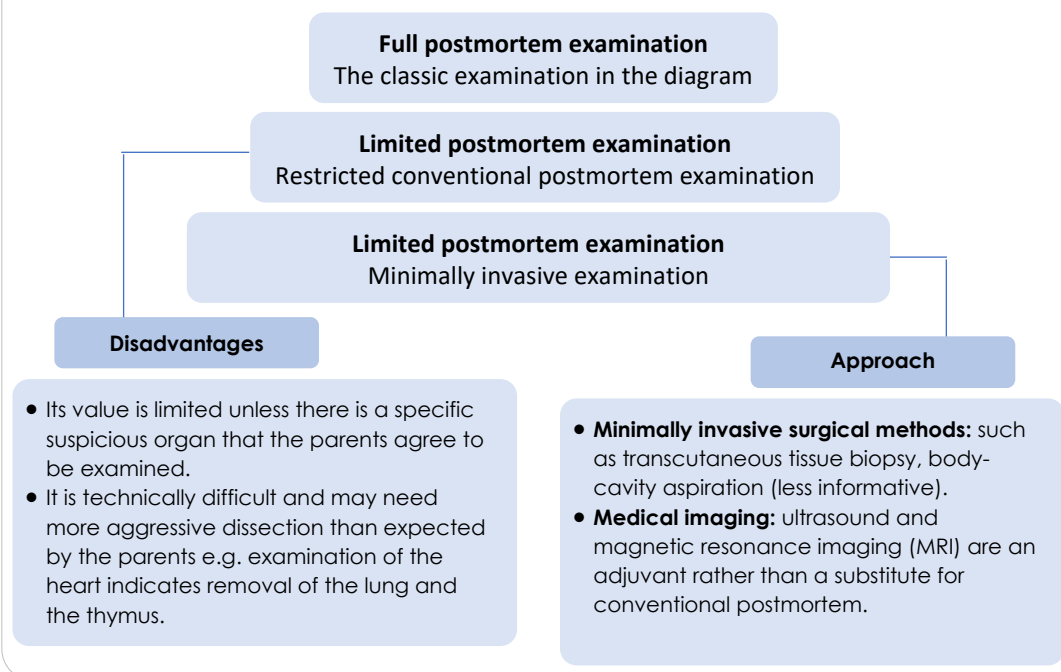 Full postmortem examination
The classic examination in the diagram
Limited postmortem examination
Restricted conventional postmortem examination
Limited postmortem examination
Minimally invasive examination
Disadvantages
• Its value is limited unless there is a specific
suspicious organ that the parents agree to
be examined.
• It is technically difficult and may need
more aggressive dissection than expected
by the parents e.g. examination of the
heart indicates removal of the lung and
the thymus.
Approach
• Minimally invasive surgical methods: such
as transcutaneous tissue biopsy, body-
cavity aspiration (less informative).
• Medical imaging: ultrasound and
magnetic resonance imaging (MRI) are an
adjuvant rather than a substitute for
conventional postmortem.